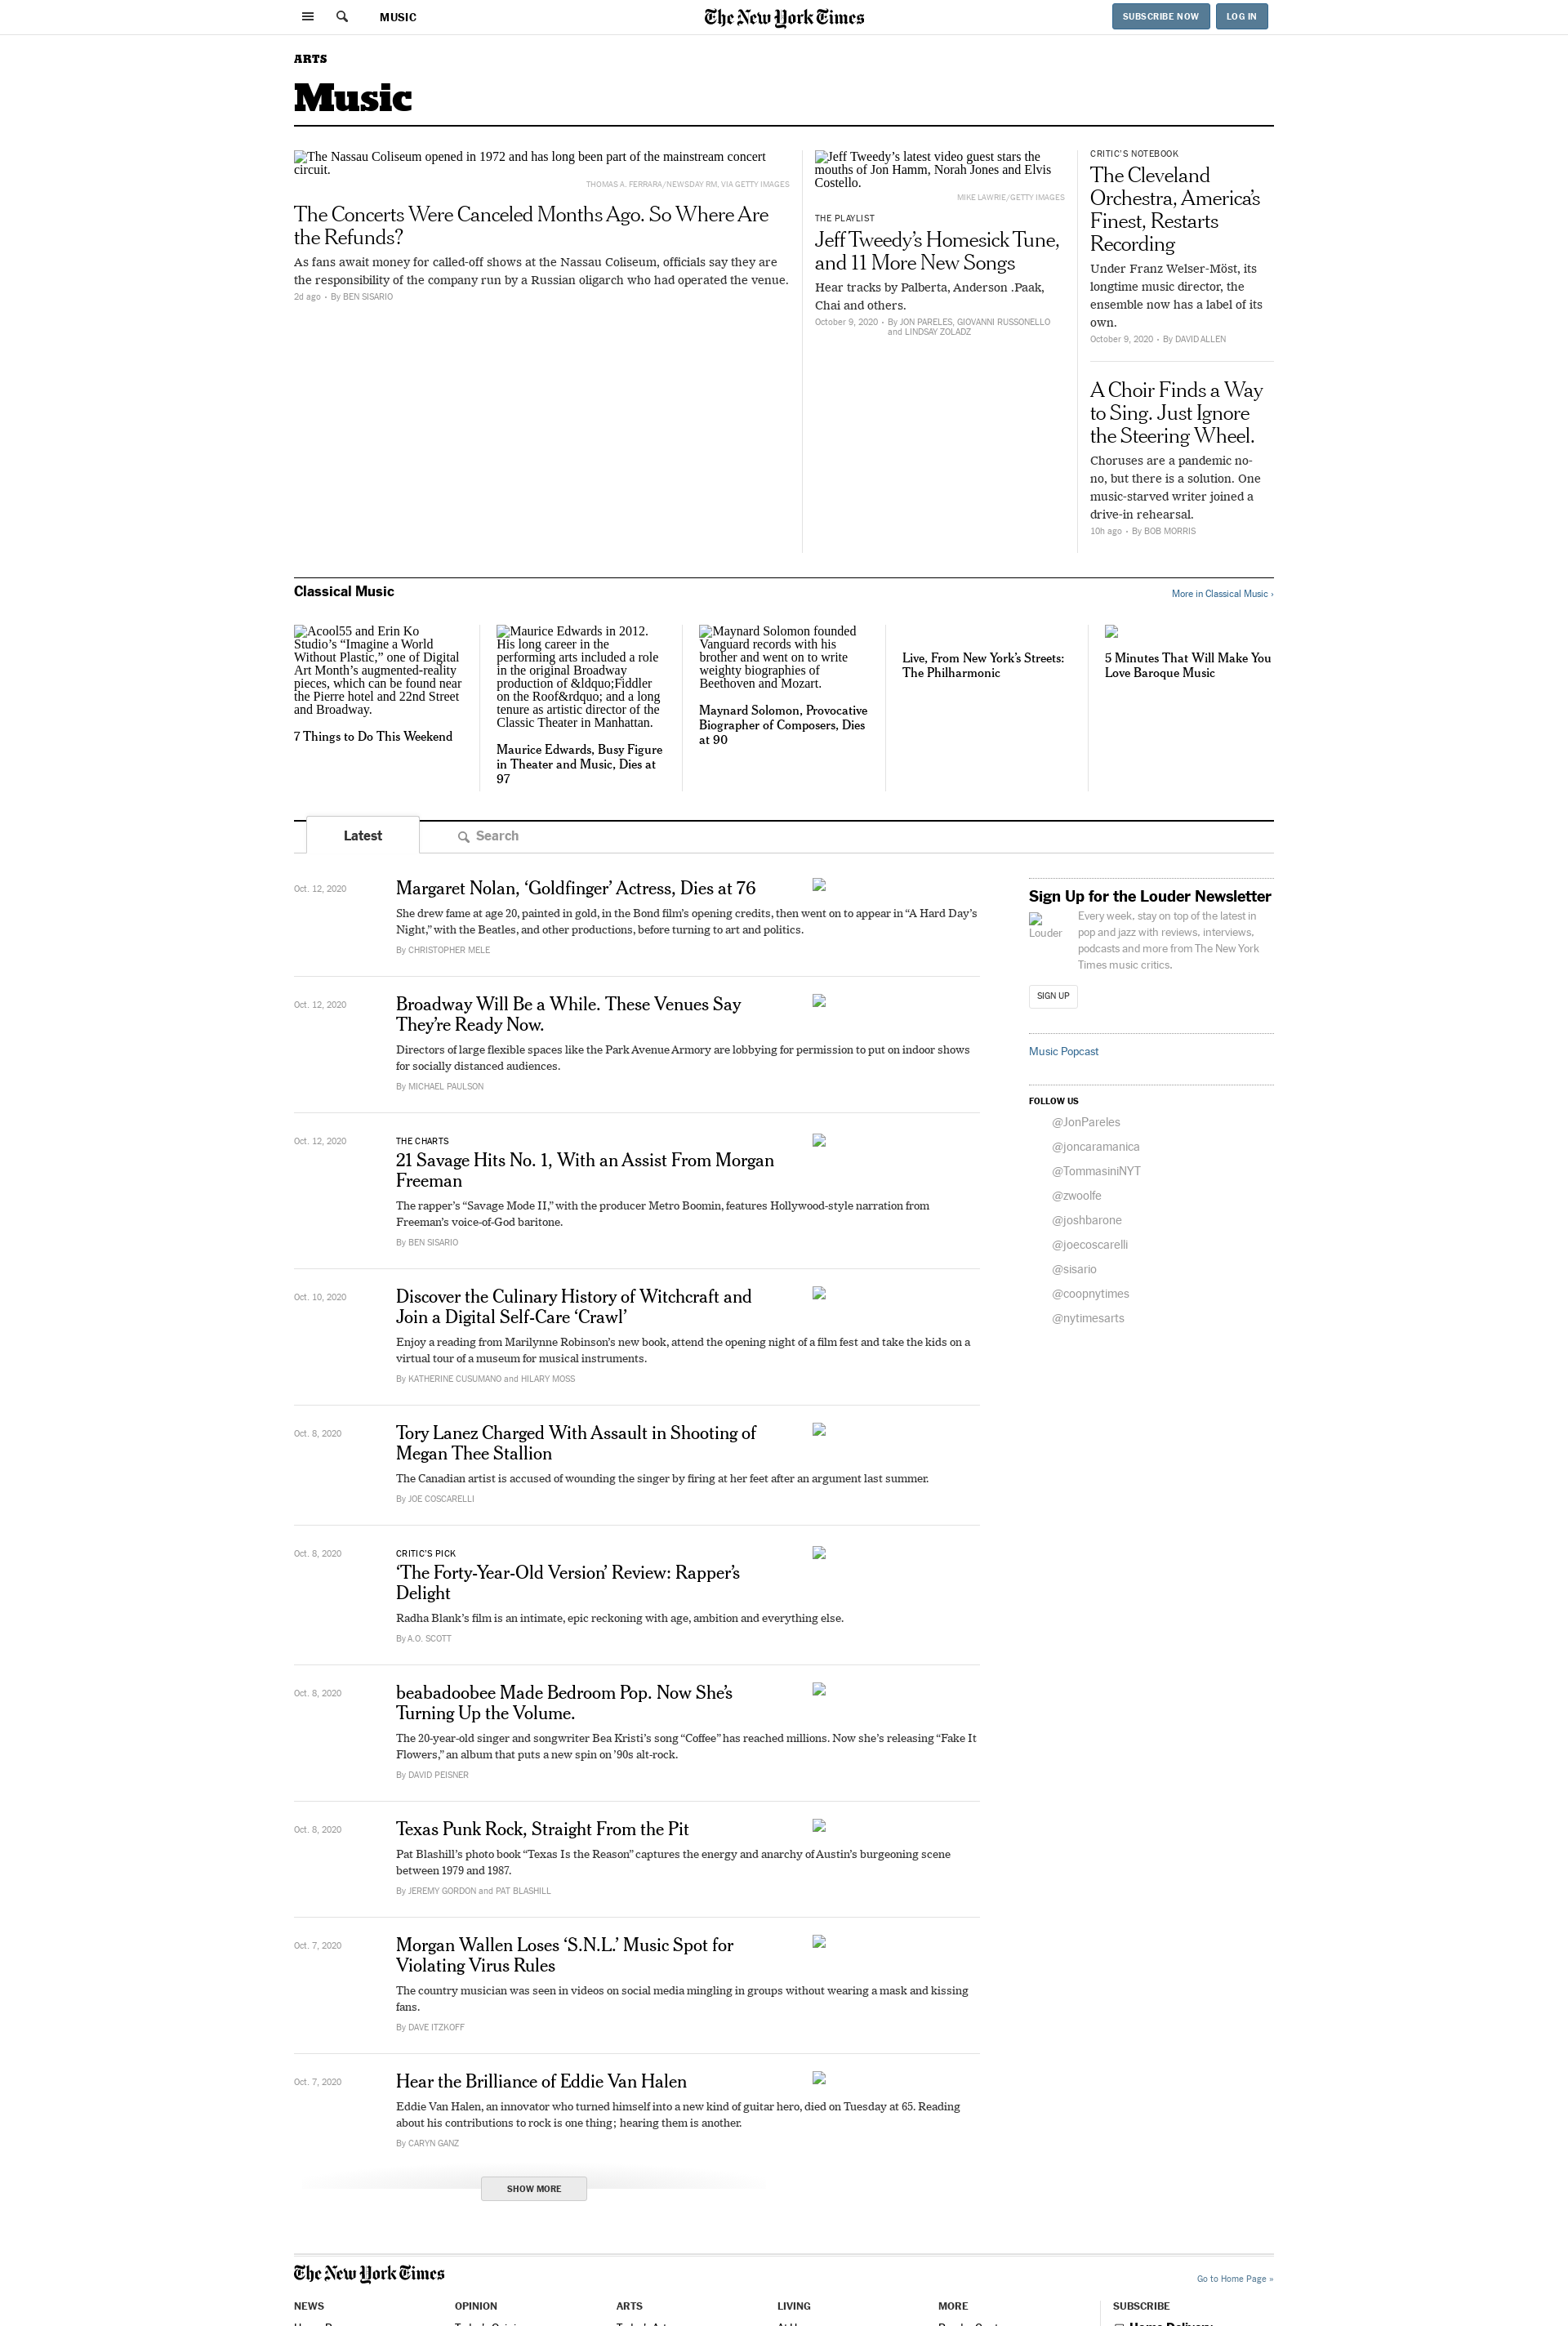 MUSIC
The New York Times
SUBSCRIBE NOW
LOG IN
ARTS
Music
The Nassau Coliseum opened in 1972 and has long been part of the mainstream concert
circuit.
THOMAS A. FERRARA/NEWSDAY RM, VIA GETTY IMAGES
The Concerts Were Canceled Months Ago. So Where Are
the Refunds?
As fans await money for called-off shows at the Nassau Coliseum, officials say they are
the responsibility of the company run by a Russian oligarch who had operated the venue.
2d ago • By BEN SISARIO
Jeff Tweedy’s latest video guest stars the
mouths of Jon Hamm, Norah Jones and Elvis
Costello.
MIKE LAWRIE/GETTY IMAGES
THE PLAYLIST
Jeff Tweedy’s Homesick Tune,
and 11 More New Songs
Hear tracks by Palberta, Anderson .Paak,
Chai and others.
October 9, 2020 • By JON PARELES, GIOVANNI RUSSONELLO
and LINDSAY ZOLADZ
CRITIC’S NOTEBOOK
The Cleveland
Orchestra, America’s
Finest, Restarts
Recording
Under Franz Welser-Möst, its
longtime music director, the
ensemble now has a label of its
own.
October 9, 2020 • By DAVID ALLEN
A Choir Finds a Way
to Sing. Just Ignore
the Steering Wheel.
Choruses are a pandemic no-
no, but there is a solution. One
music-starved writer joined a
drive-in rehearsal.
10h ago • By BOB MORRIS
Classical Music
More in Classical Music ›
Acool55 and Erin Ko
Studio’s “Imagine a World
Without Plastic,” one of Digital
Art Month’s augmented-reality
pieces, which can be found near
the Pierre hotel and 22nd Street
and Broadway.
7 Things to Do This Weekend
Maurice Edwards in 2012.
His long career in the
performing arts included a role
in the original Broadway
production of &ldquo;Fiddler
on the Roof&rdquo; and a long
tenure as artistic director of the
Classic Theater in Manhattan.
Maurice Edwards, Busy Figure
in Theater and Music, Dies at
97
Maynard Solomon founded
Vanguard records with his
brother and went on to write
weighty biographies of
Beethoven and Mozart.
Maynard Solomon, Provocative
Biographer of Composers, Dies
at 90
Live, From New York’s Streets:
The Philharmonic
5 Minutes That Will Make You
Love Baroque Music
Latest
Search
Oct. 12, 2020
Margaret Nolan, ‘Goldfinger’ Actress, Dies at 76
She drew fame at age 20, painted in gold, in the Bond film’s opening credits, then went on to appear in “A Hard Day’s
Night,” with the Beatles, and other productions, before turning to art and politics.
By CHRISTOPHER MELE
Oct. 12, 2020
Broadway Will Be a While. These Venues Say
They’re Ready Now.
Directors of large flexible spaces like the Park Avenue Armory are lobbying for permission to put on indoor shows
for socially distanced audiences.
By MICHAEL PAULSON
Oct. 12, 2020
THE CHARTS
21 Savage Hits No. 1, With an Assist From Morgan
Freeman
The rapper’s “Savage Mode II,” with the producer Metro Boomin, features Hollywood-style narration from
Freeman’s voice-of-God baritone.
By BEN SISARIO
Oct. 10, 2020
Discover the Culinary History of Witchcraft and
Join a Digital Self-Care ‘Crawl’
Enjoy a reading from Marilynne Robinson’s new book, attend the opening night of a film fest and take the kids on a
virtual tour of a museum for musical instruments.
By KATHERINE CUSUMANO and HILARY MOSS
Oct. 8, 2020
Tory Lanez Charged With Assault in Shooting of
Megan Thee Stallion
The Canadian artist is accused of wounding the singer by firing at her feet after an argument last summer.
By JOE COSCARELLI
Oct. 8, 2020
CRITIC’S PICK
‘The Forty-Year-Old Version’ Review: Rapper’s
Delight
Radha Blank’s film is an intimate, epic reckoning with age, ambition and everything else.
By A.O. SCOTT
Oct. 8, 2020
beabadoobee Made Bedroom Pop. Now She’s
Turning Up the Volume.
The 20-year-old singer and songwriter Bea Kristi’s song “Coffee” has reached millions. Now she’s releasing “Fake It
Flowers,” an album that puts a new spin on ’90s alt-rock.
By DAVID PEISNER
Oct. 8, 2020
Texas Punk Rock, Straight From the Pit
Pat Blashill’s photo book “Texas Is the Reason” captures the energy and anarchy of Austin’s burgeoning scene
between 1979 and 1987.
By JEREMY GORDON and PAT BLASHILL
Oct. 7, 2020
Morgan Wallen Loses ‘S.N.L.’ Music Spot for
Violating Virus Rules
The country musician was seen in videos on social media mingling in groups without wearing a mask and kissing
fans.
By DAVE ITZKOFF
Oct. 7, 2020
Hear the Brilliance of Eddie Van Halen
Eddie Van Halen, an innovator who turned himself into a new kind of guitar hero, died on Tuesday at 65. Reading
about his contributions to rock is one thing; hearing them is another.
By CARYN GANZ
SHOW MORE
Sign Up for the Louder Newsletter
Louder
Every week, stay on top of the latest in
pop and jazz with reviews, interviews,
podcasts and more from The New York
Times music critics.
SIGN UP
Music Popcast
FOLLOW US
@JonPareles
@joncaramanica
@TommasiniNYT
@zwoolfe
@joshbarone
@joecoscarelli
@sisario
@coopnytimes
@nytimesarts
The New York Times
Go to Home Page »
NEWS
OPINION
ARTS
LIVING
MORE
SUBSCRIBE